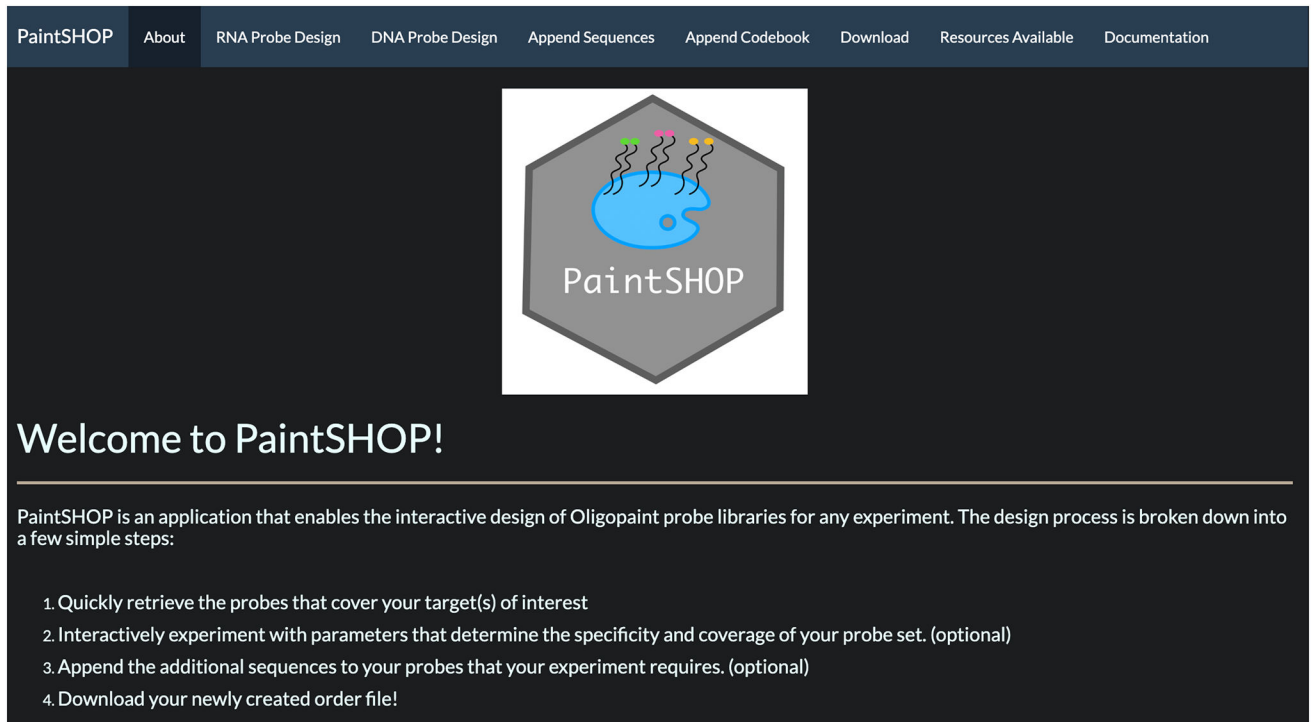 PaintSHOP About RNA Probe Design DNA Probe Design Append Sequences Append Codebook Download Resources Available Documentation
PaintSHOP
Welcome to PaintSHOP!
PaintSHOP is an application that enables the interactive design of Oligopaint probe libraries for any experiment. The design process is broken down into
a few simple steps:
1. Quickly retrieve the probes that cover your target(s) of interest
2. Interactively experiment with parameters that determine the specificity and coverage of your probe set. (optional)
3. Append the additional sequences to your probes that your experiment requires. (optional)
4. Download your newly created order file!